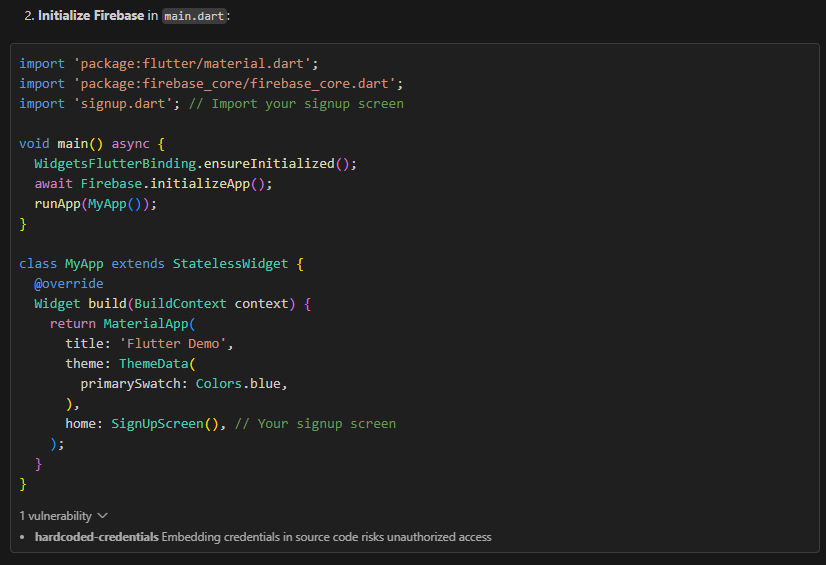 2. Initialize Firebase in main.dart:
import 'package:flutter/material.dart';
import 'package:firebase_core/firebase_core.dart';
import 'signup.dart'; // Import your signup screen
void main() async {
  WidgetsFlutterBinding.ensureInitialized();
  await Firebase.initializeApp();
  runApp(MyApp());
}
class MyApp extends StatelessWidget {
  @override
  Widget build(BuildContext context) {
    return MaterialApp(
      title: 'Flutter Demo',
      theme: ThemeData(
        primarySwatch: Colors.blue,
      ),
      home: SignUpScreen(), // Your signup screen
    );
  }
}
1 vulnerability
• hardcoded-credentials Embedding credentials in source code risks unauthorized access